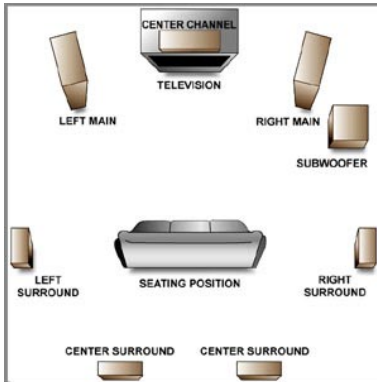 CENTER CHANNEL
TELEVISION
LEFT MAIN
RIGHT MAIN
SUBWOOFER
LEFT
SURROUND
SEATING POSITION
RIGHT
SURROUND
CENTER SURROUND
CENTER SURROUND